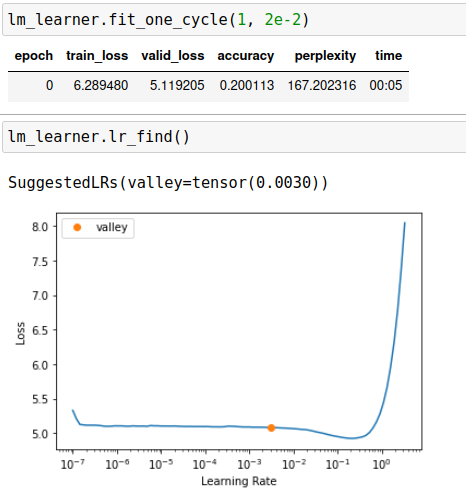 lm_learner.fit_one_cycle(1, 2e-2)
epoch train_loss valid_loss accuracy perplexity time
0 6.289480 5.119205 0.200113 167.202316 00:05
lm_learner.lr_find()
SuggestedLRs(valley=tensor(0.0030))
valley
8.0
7.5
7.0
6.5
6.0
5.5
5.0
Loss
10⁻⁷ 10⁻⁶ 10⁻⁵ 10⁻⁴ 10⁻³ 10⁻² 10⁻¹ 10⁰
Learning Rate